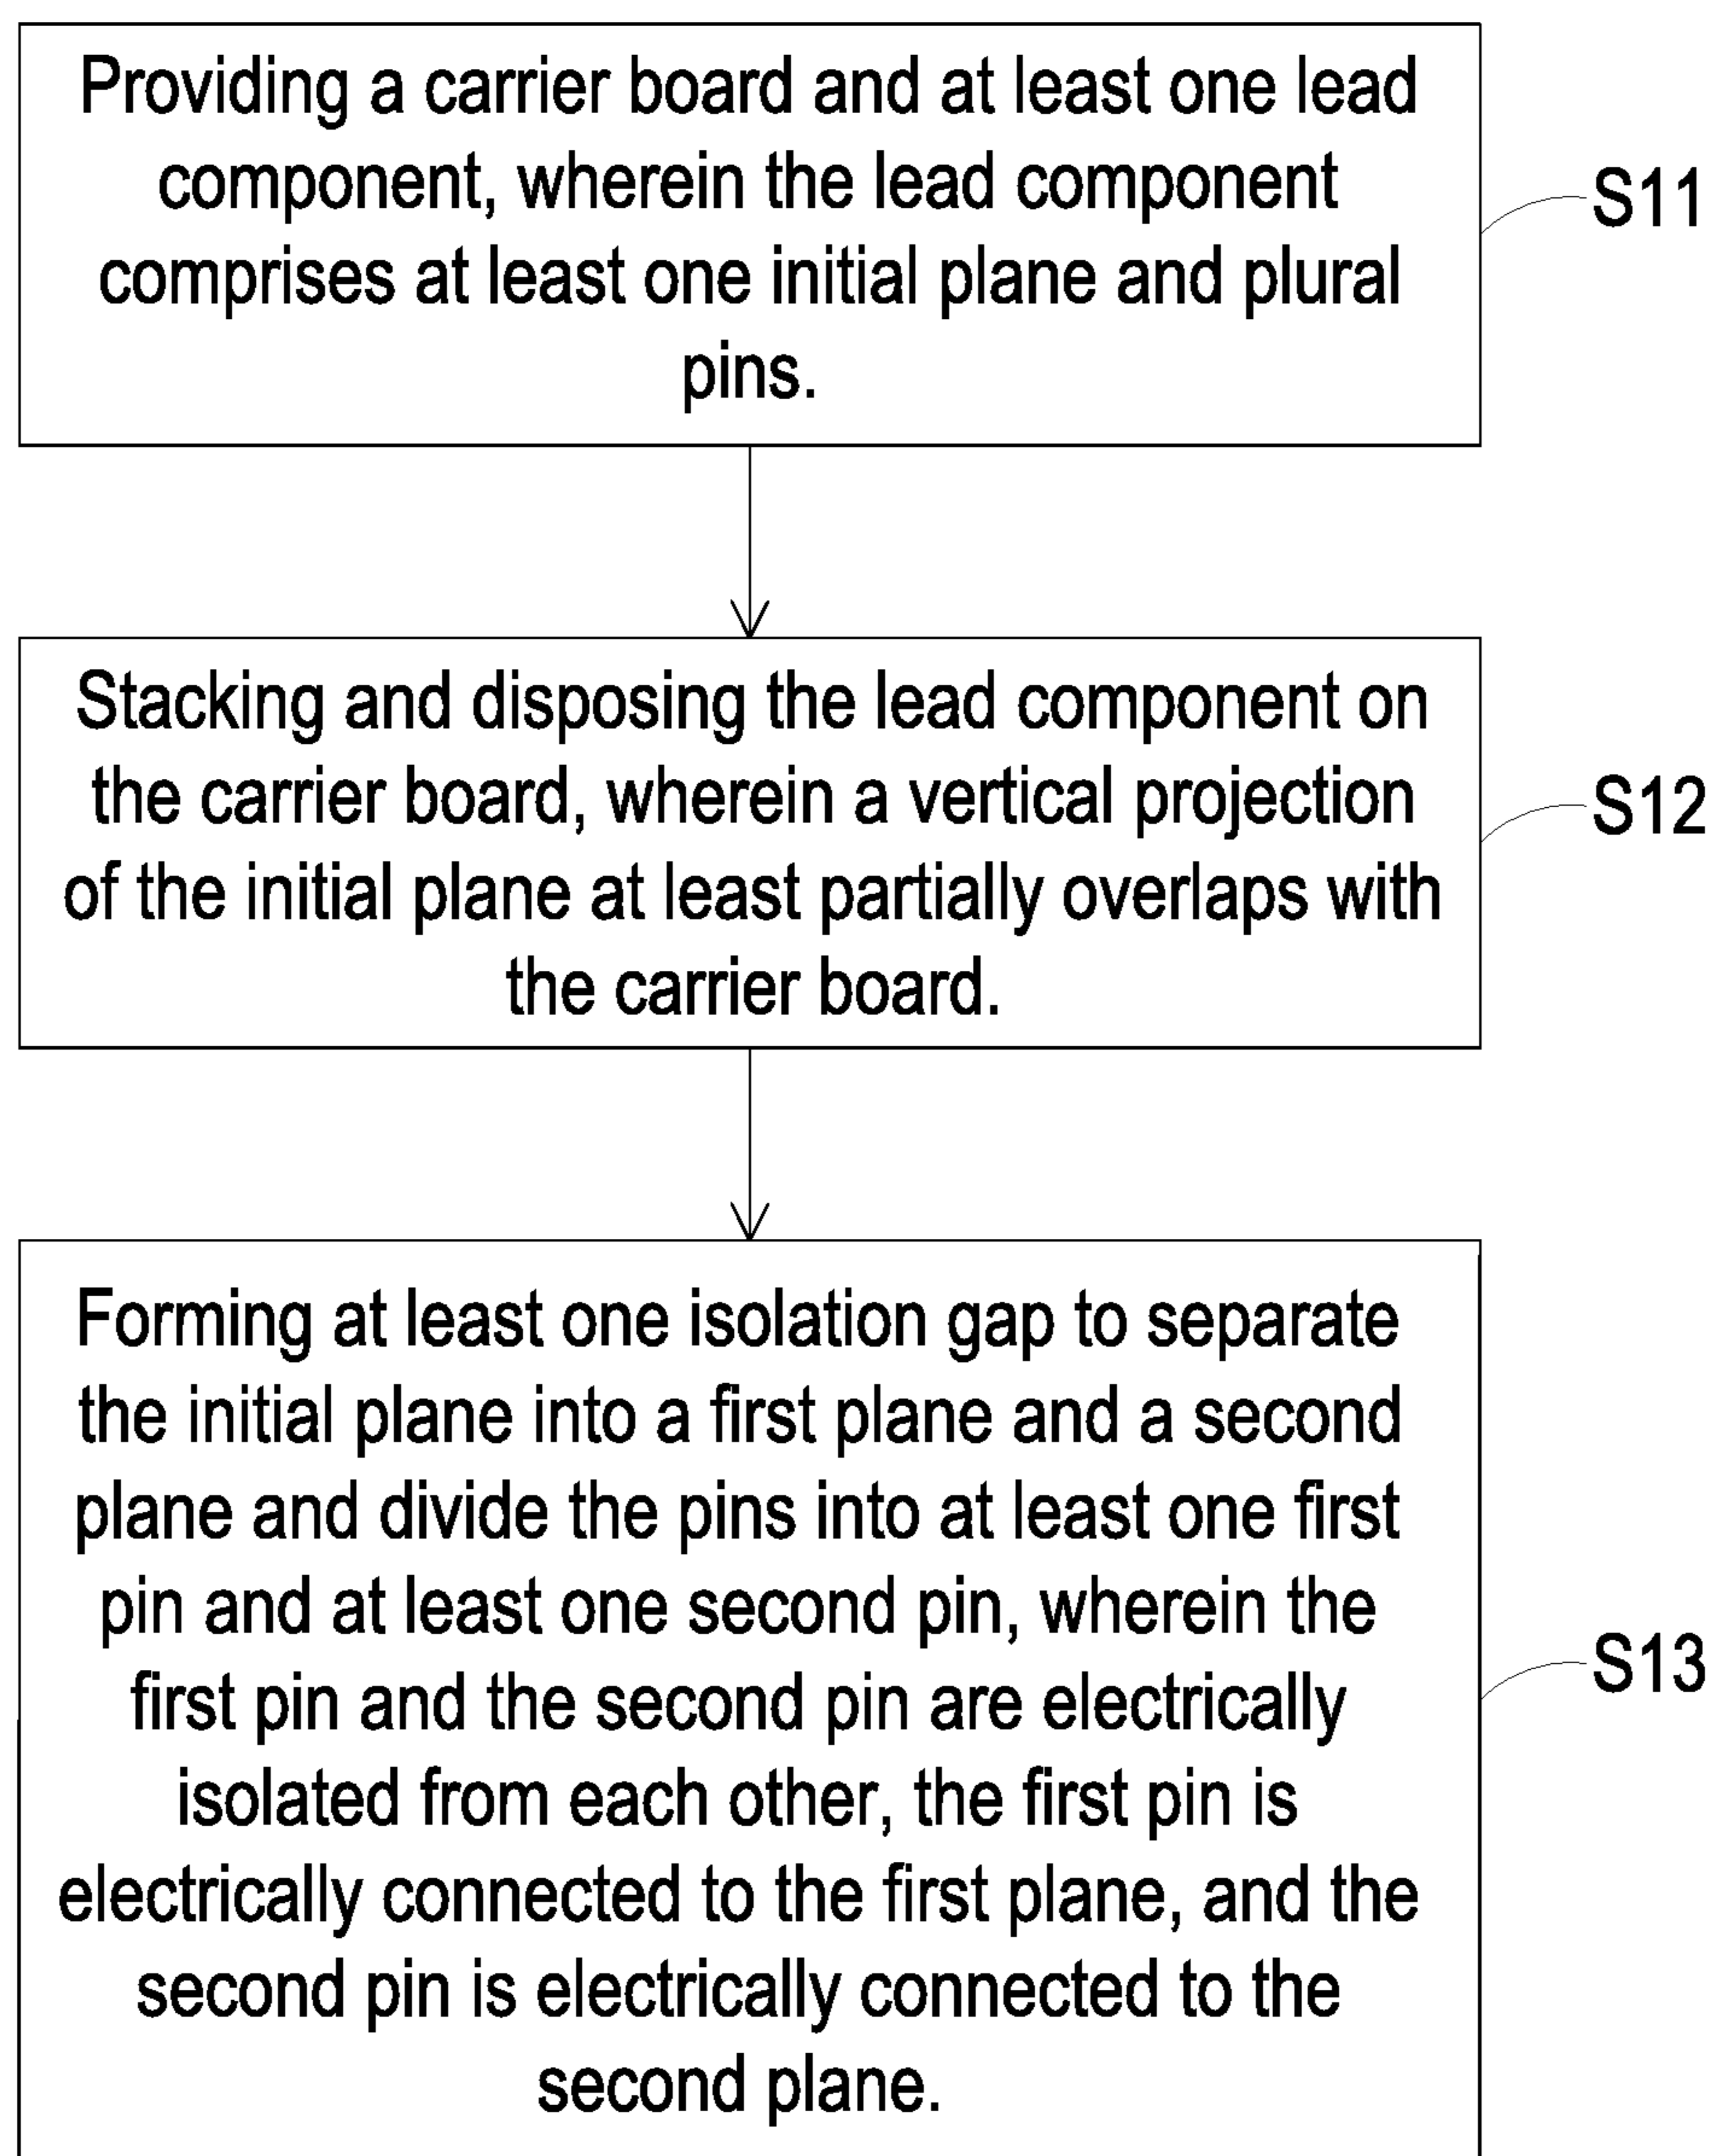 Providing a carrier board and at least one lead
component, wherein the lead component
comprises at least one initial plane and plural
pins.
S11
Stacking and disposing the lead component on
the carrier board, wherein a vertical projection
of the initial plane at least partially overlaps with
the carrier board.
S12
Forming at least one isolation gap to separate
the initial plane into a first plane and a second
plane and divide the pins into at least one first
pin and at least one second pin, wherein the
first pin and the second pin are electrically
isolated from each other, the first pin is
electrically connected to the first plane, and the
second pin is electrically connected to the
second plane.
S13